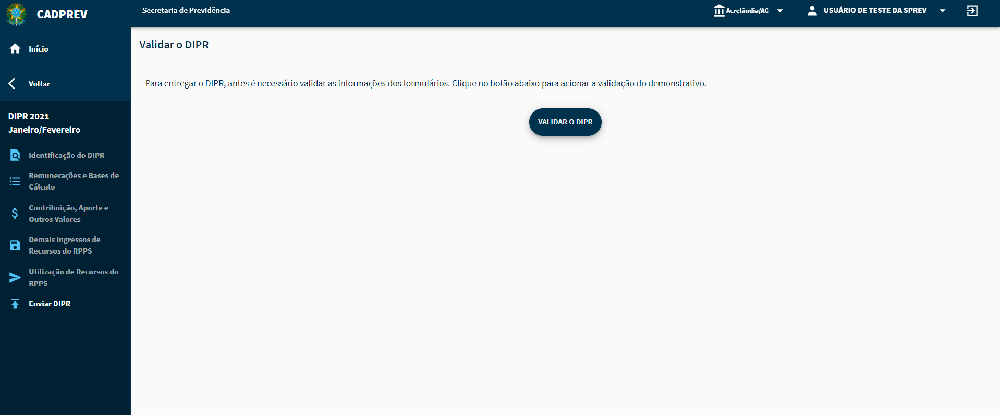 CADPREV
Secretaria de Previdência
Acrelândia/AC
USUÁRIO DE TESTE DA SPREV
Início
Voltar
DIPR 2021
Janeiro/Fevereiro
Identificação do DIPR
Remunerações e Bases de
Cálculo
Contribuição, Aporte e
Outros Valores
Demais Ingressos de
Recursos do RPPS
Utilização de Recursos do
RPPS
Enviar DIPR
Validar o DIPR
Para entregar o DIPR, antes é necessário validar as informações dos formulários. Clique no botão abaixo para acionar a validação do demonstrativo.
VALIDAR O DIPR